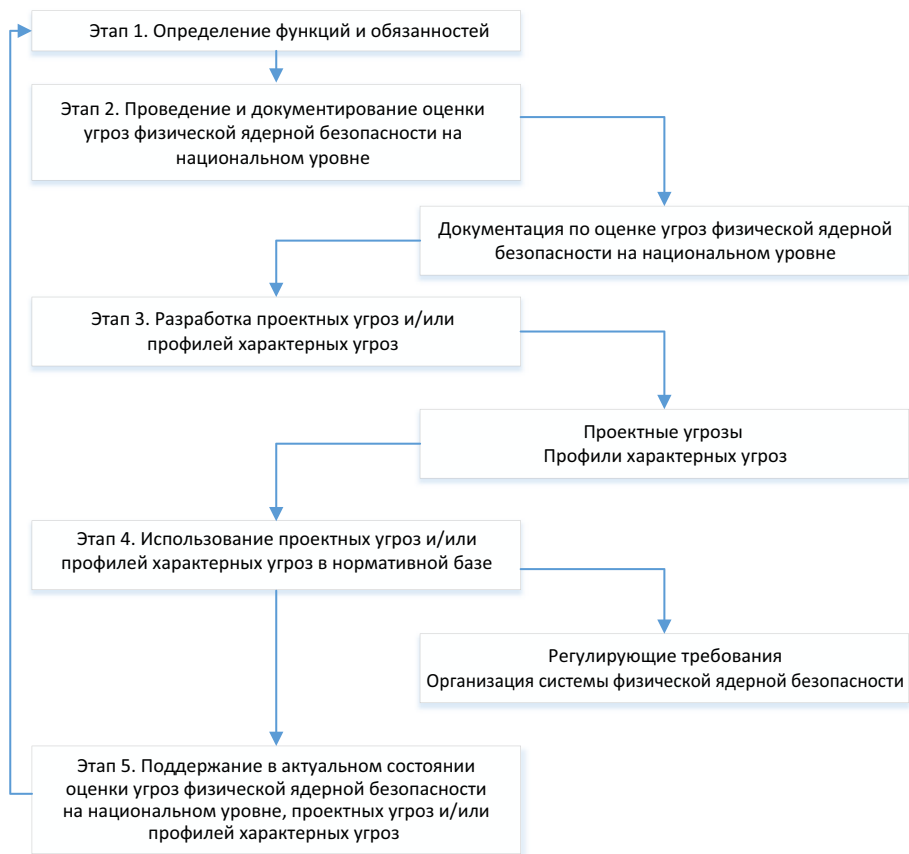 Этап 1. Определение функций и обязанностей
Этап 2. Проведение и документирование оценки
угроз физической ядерной безопасности на
национальном уровне
Документация по оценке угроз физической ядерной
безопасности на национальном уровне
Этап 3. Разработка проектных угроз и/или
профилей характерных угроз
Проектные угрозы
Профили характерных угроз
Этап 4. Использование проектных угроз и/или
профилей характерных угроз в нормативной базе
Регулирующие требования
Организация системы физической ядерной безопасности
Этап 5. Поддержание в актуальном состоянии
оценки угроз физической ядерной безопасности
на национальном уровне, проектных угроз и/или
профилей характерных угроз